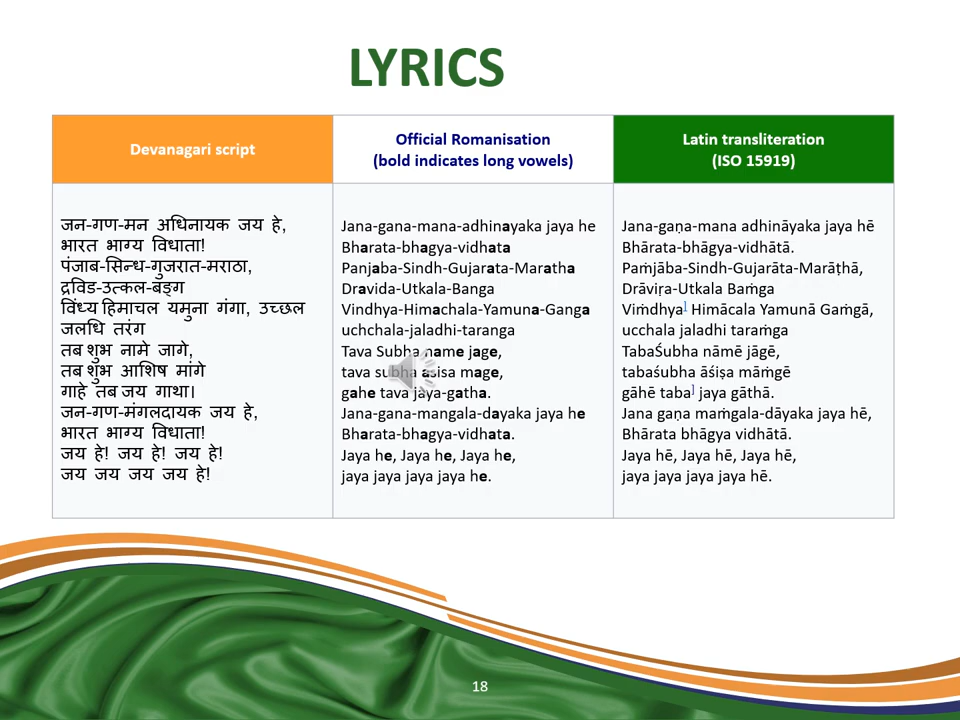 LYRICS
Devanagari script
Official Romanisation
(bold indicates long vowels)
Latin transliteration
(ISO 15919)
जन-गण-मन अधिनायक जय हे,
भारत भाग्य विधाता!
पंजाब-सिन्ध-गुजरात-मराठा,
द्रविड-उत्कल-बङ्ग
विंध्य हिमाचल यमुना गंगा, उच्छल
जलधि तरंग
तब शुभ नामे जागे,
तब शुभ आशिष मांगे
गाहे तब जय गाथा।
जन-गण-मंगलदायक जय हे,
भारत भाग्य विधाता!
जय हे! जय हे! जय हे!
जय जय जय जय हे!
Jana-gana-mana-adhinayaka jaya he
Bharata-bhagya-vidhata
Panjaba-Sindh-Gujarata-Maratha
Dravida-Utkala-Banga
Vindhya-Himachala-Yamuna-Ganga
uchchala-jaladhi-taranga
Tava Subha name jage,
tava subha asisa mage,
gahe tava jaya-gatha.
Jana-gana-mangala-dayaka jaya he
Bharata-bhagya-vidhata.
Jaya he, Jaya he, Jaya he,
jaya jaya jaya jaya he.
Jana-gaṇa-mana adhināyaka jaya hē
Bhārata-bhāgya-vidhātā.
Paṁjāba-Sindh-Gujarāta-Marāṭhā,
Drāviṛa-Utkala Baṁga
Viṁdhya] Himācala Yamunā Gaṁgā,
ucchala jaladhi taraṁga
TabaŚubha nāmē jāgē,
tabaśubha āśiṣa māṁgē
gāhē taba] jaya gāthā.
Jana gaṇa maṁgala-dāyaka jaya hē,
Bhārata bhāgya vidhātā.
Jaya hē, Jaya hē, Jaya hē,
jaya jaya jaya jaya hē.
18